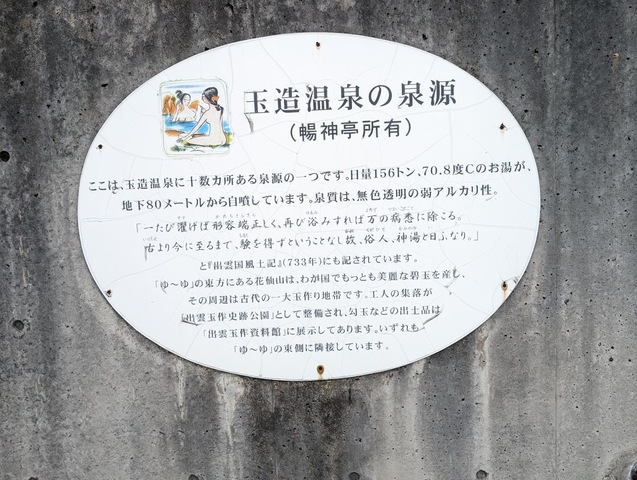 玉造温泉の泉源
(暢神亭所有)
ここは、玉造温泉に十数カ所ある泉源の一つです。日量156トン、70.8度Cのお湯が、
地下80メートルから自噴しています。泉質は、無色透明の弱アルカリ性。
「一たび濯げば形容端正しく、再び浴みすれば万の病悉に除こる。
古より今に至るまで、験を得ずということなし故、俗人、神湯と日ふなり。」
と『出雲国風土記』(733年)にも記されています。
「ゆ〜ゆ」の東方にある花仙山は、わが国でもっとも美麗な碧玉を産し、
その周辺は古代の一大玉作り地帯です。工人の集落が
「出雲玉作史跡公園」として整備され、勾玉などの出土品は
「出雲玉作資料館」に展示してあります。いずれも
「ゆ〜ゆ」の東側に隣接しています。